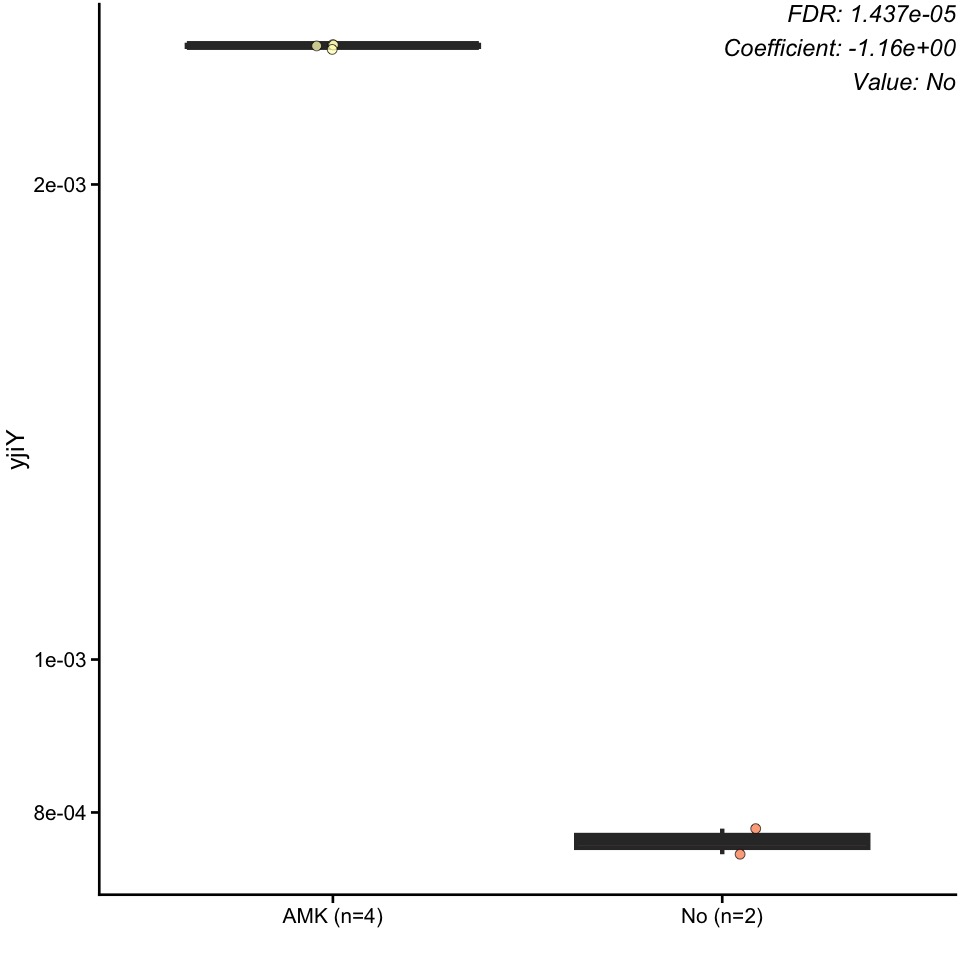 FDR: 1.437e-05
Coefficient: -1.16e+00
Value: No
2e-03
1e-03
8e-04
yjiY
AMK (n=4)
No (n=2)